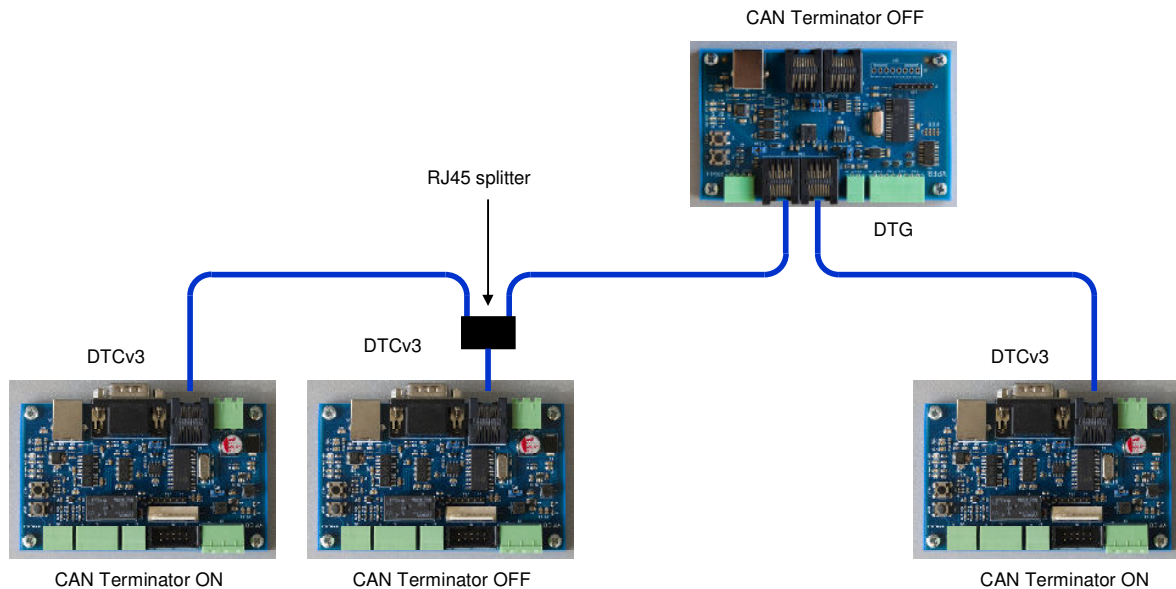 CAN Terminator OFF
RJ45 splitter
DTG
DTCv3
DTCv3
DTCv3
CAN Terminator ON
CAN Terminator OFF
CAN Terminator ON